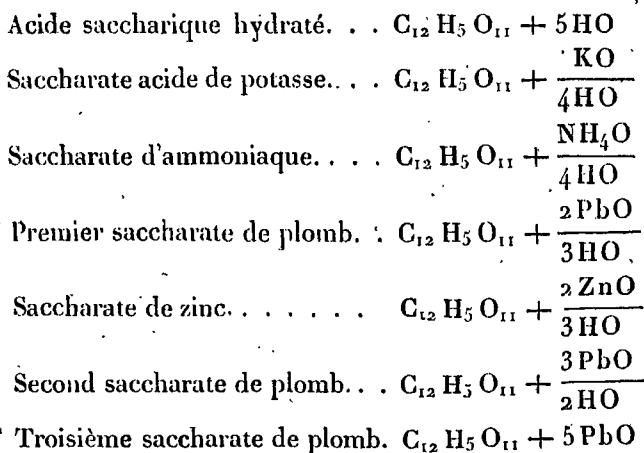 Acide saccharique hydraté. . . C₁₂ H₅ O₁₁ + 5HO
Saccharate acide de potasse. . . C₁₂ H₅ O₁₁ + KO/4HO
Saccharate d'ammoniaque. . . . C₁₂ H₅ O₁₁ + NH₄O/4HO
Premier saccharate de plomb. . C₁₂ H₅ O₁₁ + 2PbO/3HO
Saccharate de zinc. . . . . . . C₁₂ H₅ O₁₁ + 2ZnO/3HO
Second saccharate de plomb. . . C₁₂ H₅ O₁₁ + 3PbO/2HO
Troisième saccharate de plomb. C₁₂ H₅ O₁₁ + 5PbO